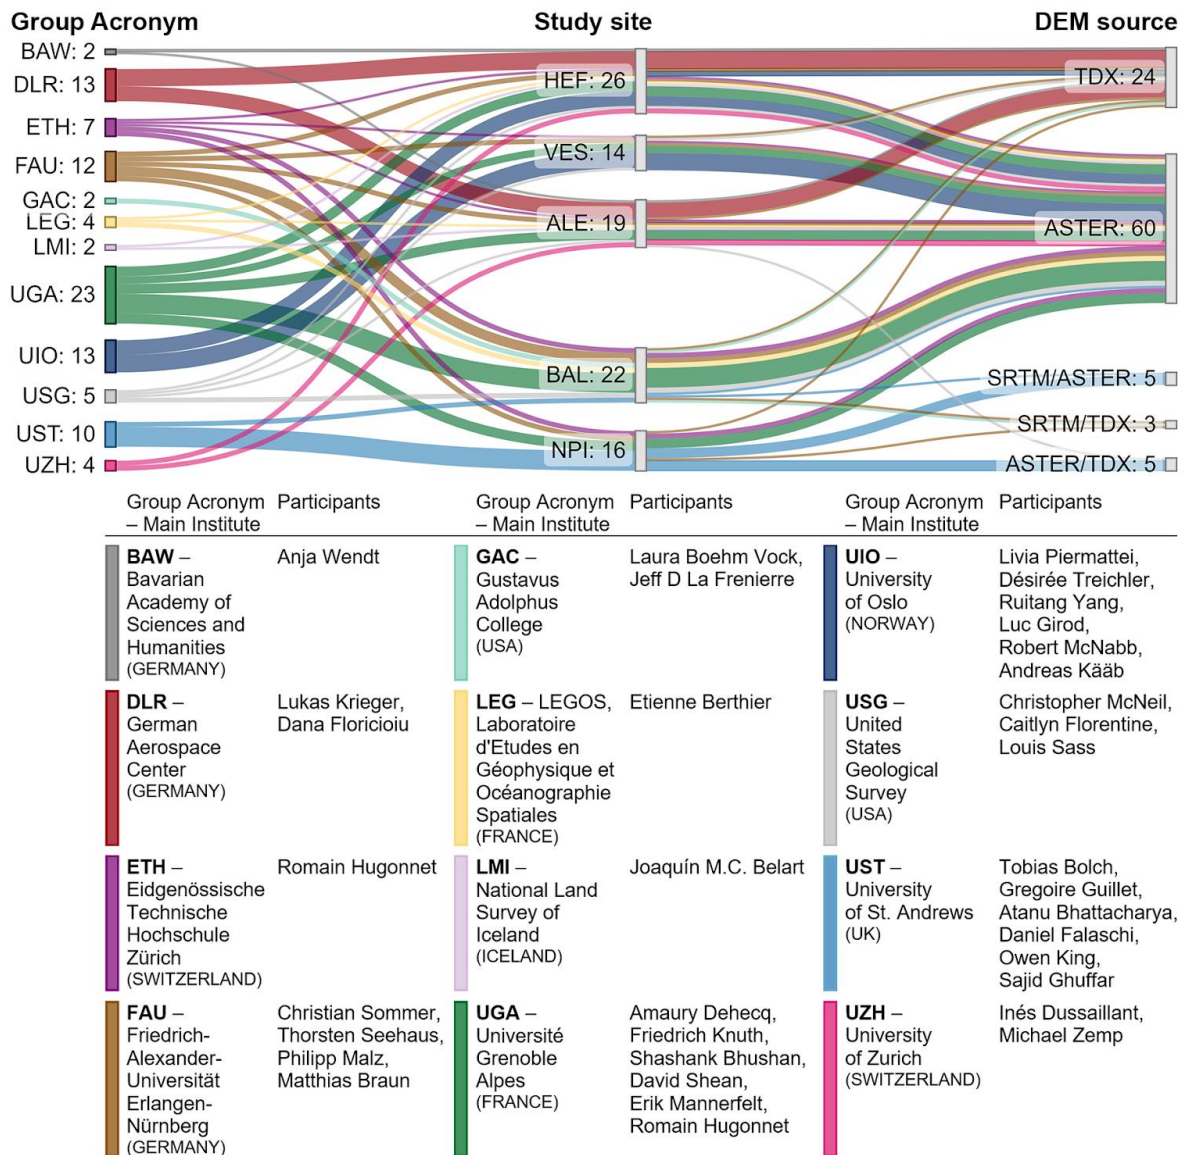 Group Acronym
Study site
DEM source
BAW: 2
DLR: 13
ETH: 7
FAU: 12
GAC: 2
LEG: 4
LMI: 2
UGA: 23
UIO: 13
USG: 5
UST: 10
UZH: 4
HEF: 26
VES: 14
ALE: 19
BAL: 22
NPI: 16
TDX: 24
ASTER: 60
SRTM/ASTER: 5
SRTM/TDX: 3
ASTER/TDX: 5
Group Acronym
– Main Institute
Participants
Group Acronym
– Main Institute
Participants
Group Acronym
– Main Institute
Participants
BAW –
Bavarian
Academy of
Sciences and
Humanities
(GERMANY)
Anja Wendt
GAC –
Gustavus
Adolphus
College
(USA)
Laura Boehm Vock,
Jeff D La Frenierre
UIO –
University
of Oslo
(NORWAY)
Livia Piermattei,
Désirée Treichler,
Ruitang Yang,
Luc Girod,
Robert McNabb,
Andreas Kääb
DLR –
German
Aerospace
Center
(GERMANY)
Lukas Krieger,
Dana Floricioiu
LEG – LEGOS,
Laboratoire
d'Etudes en
Géophysique et
Océanographie
Spatiales
(FRANCE)
Etienne Berthier
USG –
United
States
Geological
Survey
(USA)
Christopher McNeil,
Caitlyn Florentine,
Louis Sass
ETH –
Eidgenössische
Technische
Hochschule
Zürich
(SWITZERLAND)
Romain Hugonnet
LMI –
National Land
Survey of
Iceland
(ICELAND)
Joaquín M.C. Belart
UST –
University
of St. Andrews
(UK)
Tobias Bolch,
Gregoire Guillet,
Atanu Bhattacharya,
Daniel Falaschi,
Owen King,
Sajid Ghuffar
FAU –
Friedrich-
Alexander-
Universität
Erlangen-
Nürnberg
(GERMANY)
Christian Sommer,
Thorsten Seehaus,
Philipp Malz,
Matthias Braun
UGA –
Université
Grenoble
Alpes
(FRANCE)
Amaury Dehecq,
Friedrich Knuth,
Shashank Bhushan,
David Shean,
Erik Mannerfelt,
Romain Hugonnet
UZH –
University
of Zurich
(SWITZERLAND)
Inés Dussaillant,
Michael Zemp